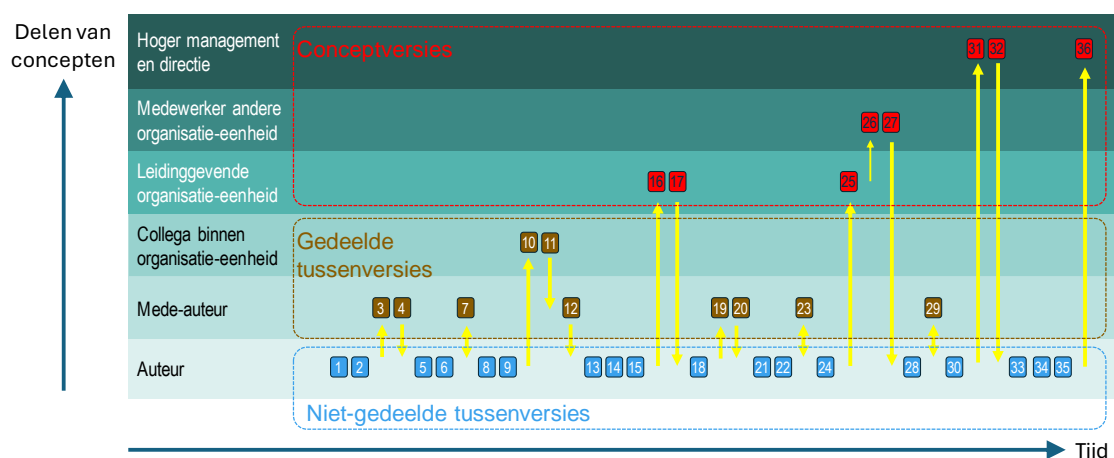 Delen van
concepten
Hoger management
en directie
Conceptversies
31 32 36
Medewerker andere
organisatie-eenheid
26 27
Leidinggevende
organisatie-eenheid
16 17 25
Collega binnen
organisatie-eenheid
Gedeelde
tussenversies
10 11
Mede-auteur
3 4 7 12 19 20 23 29
Auteur
1 2 5 6 8 9 13 14 15 18 21 22 24 28 30 33 34 35
Niet-gedeelde tussenversies
Tijd